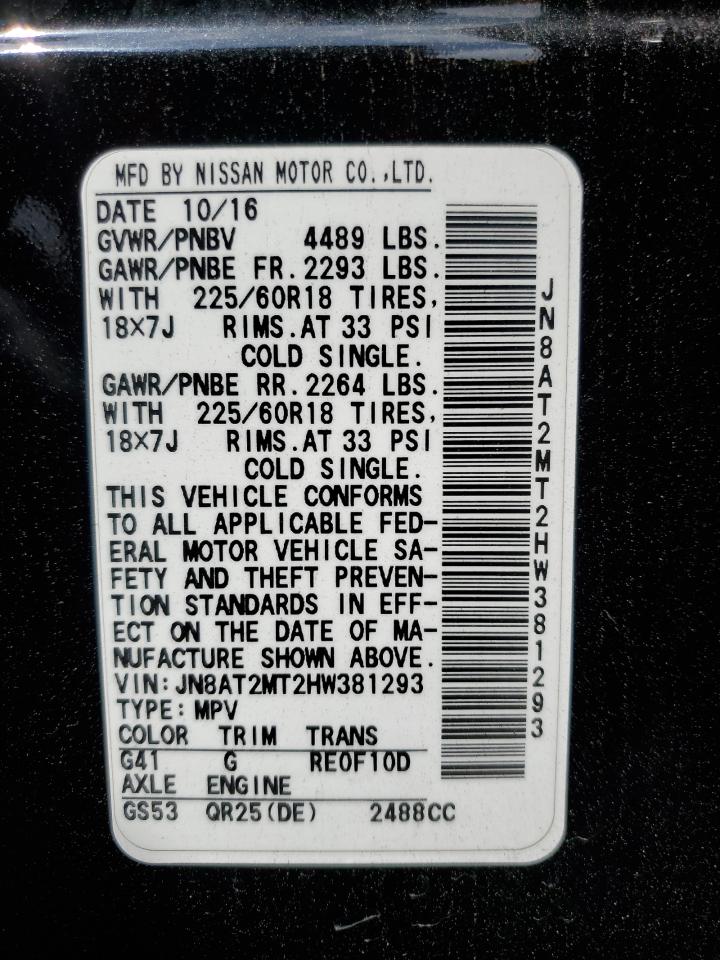 MFD BY NISSAN MOTOR CO.,LTD.
DATE 10/16
GVWR/PNBV 4489 LBS.
GAWR/PNBE FR.2293 LBS.
WITH 225/60R18 TIRES,
18×7J RIMS.AT 33 PSI
COLD SINGLE.
GAWR/PNBE RR.2264 LBS.
WITH 225/60R18 TIRES,
18×7J RIMS.AT 33 PSI
COLD SINGLE.
THIS VEHICLE CONFORMS
TO ALL APPLICABLE FED-
ERAL MOTOR VEHICLE SA-
FETY AND THEFT PREVEN-
TION STANDARDS IN EFF-
ECT ON THE DATE OF MA-
NUFACTURE SHOWN ABOVE.
VIN:JN8AT2MT2HW381293
TYPE:MPV
COLOR TRIM TRANS
G41 G RE0F10D
AXLE ENGINE
GS53 QR25(DE) 2488CC
JN8AT2MT2HW381293